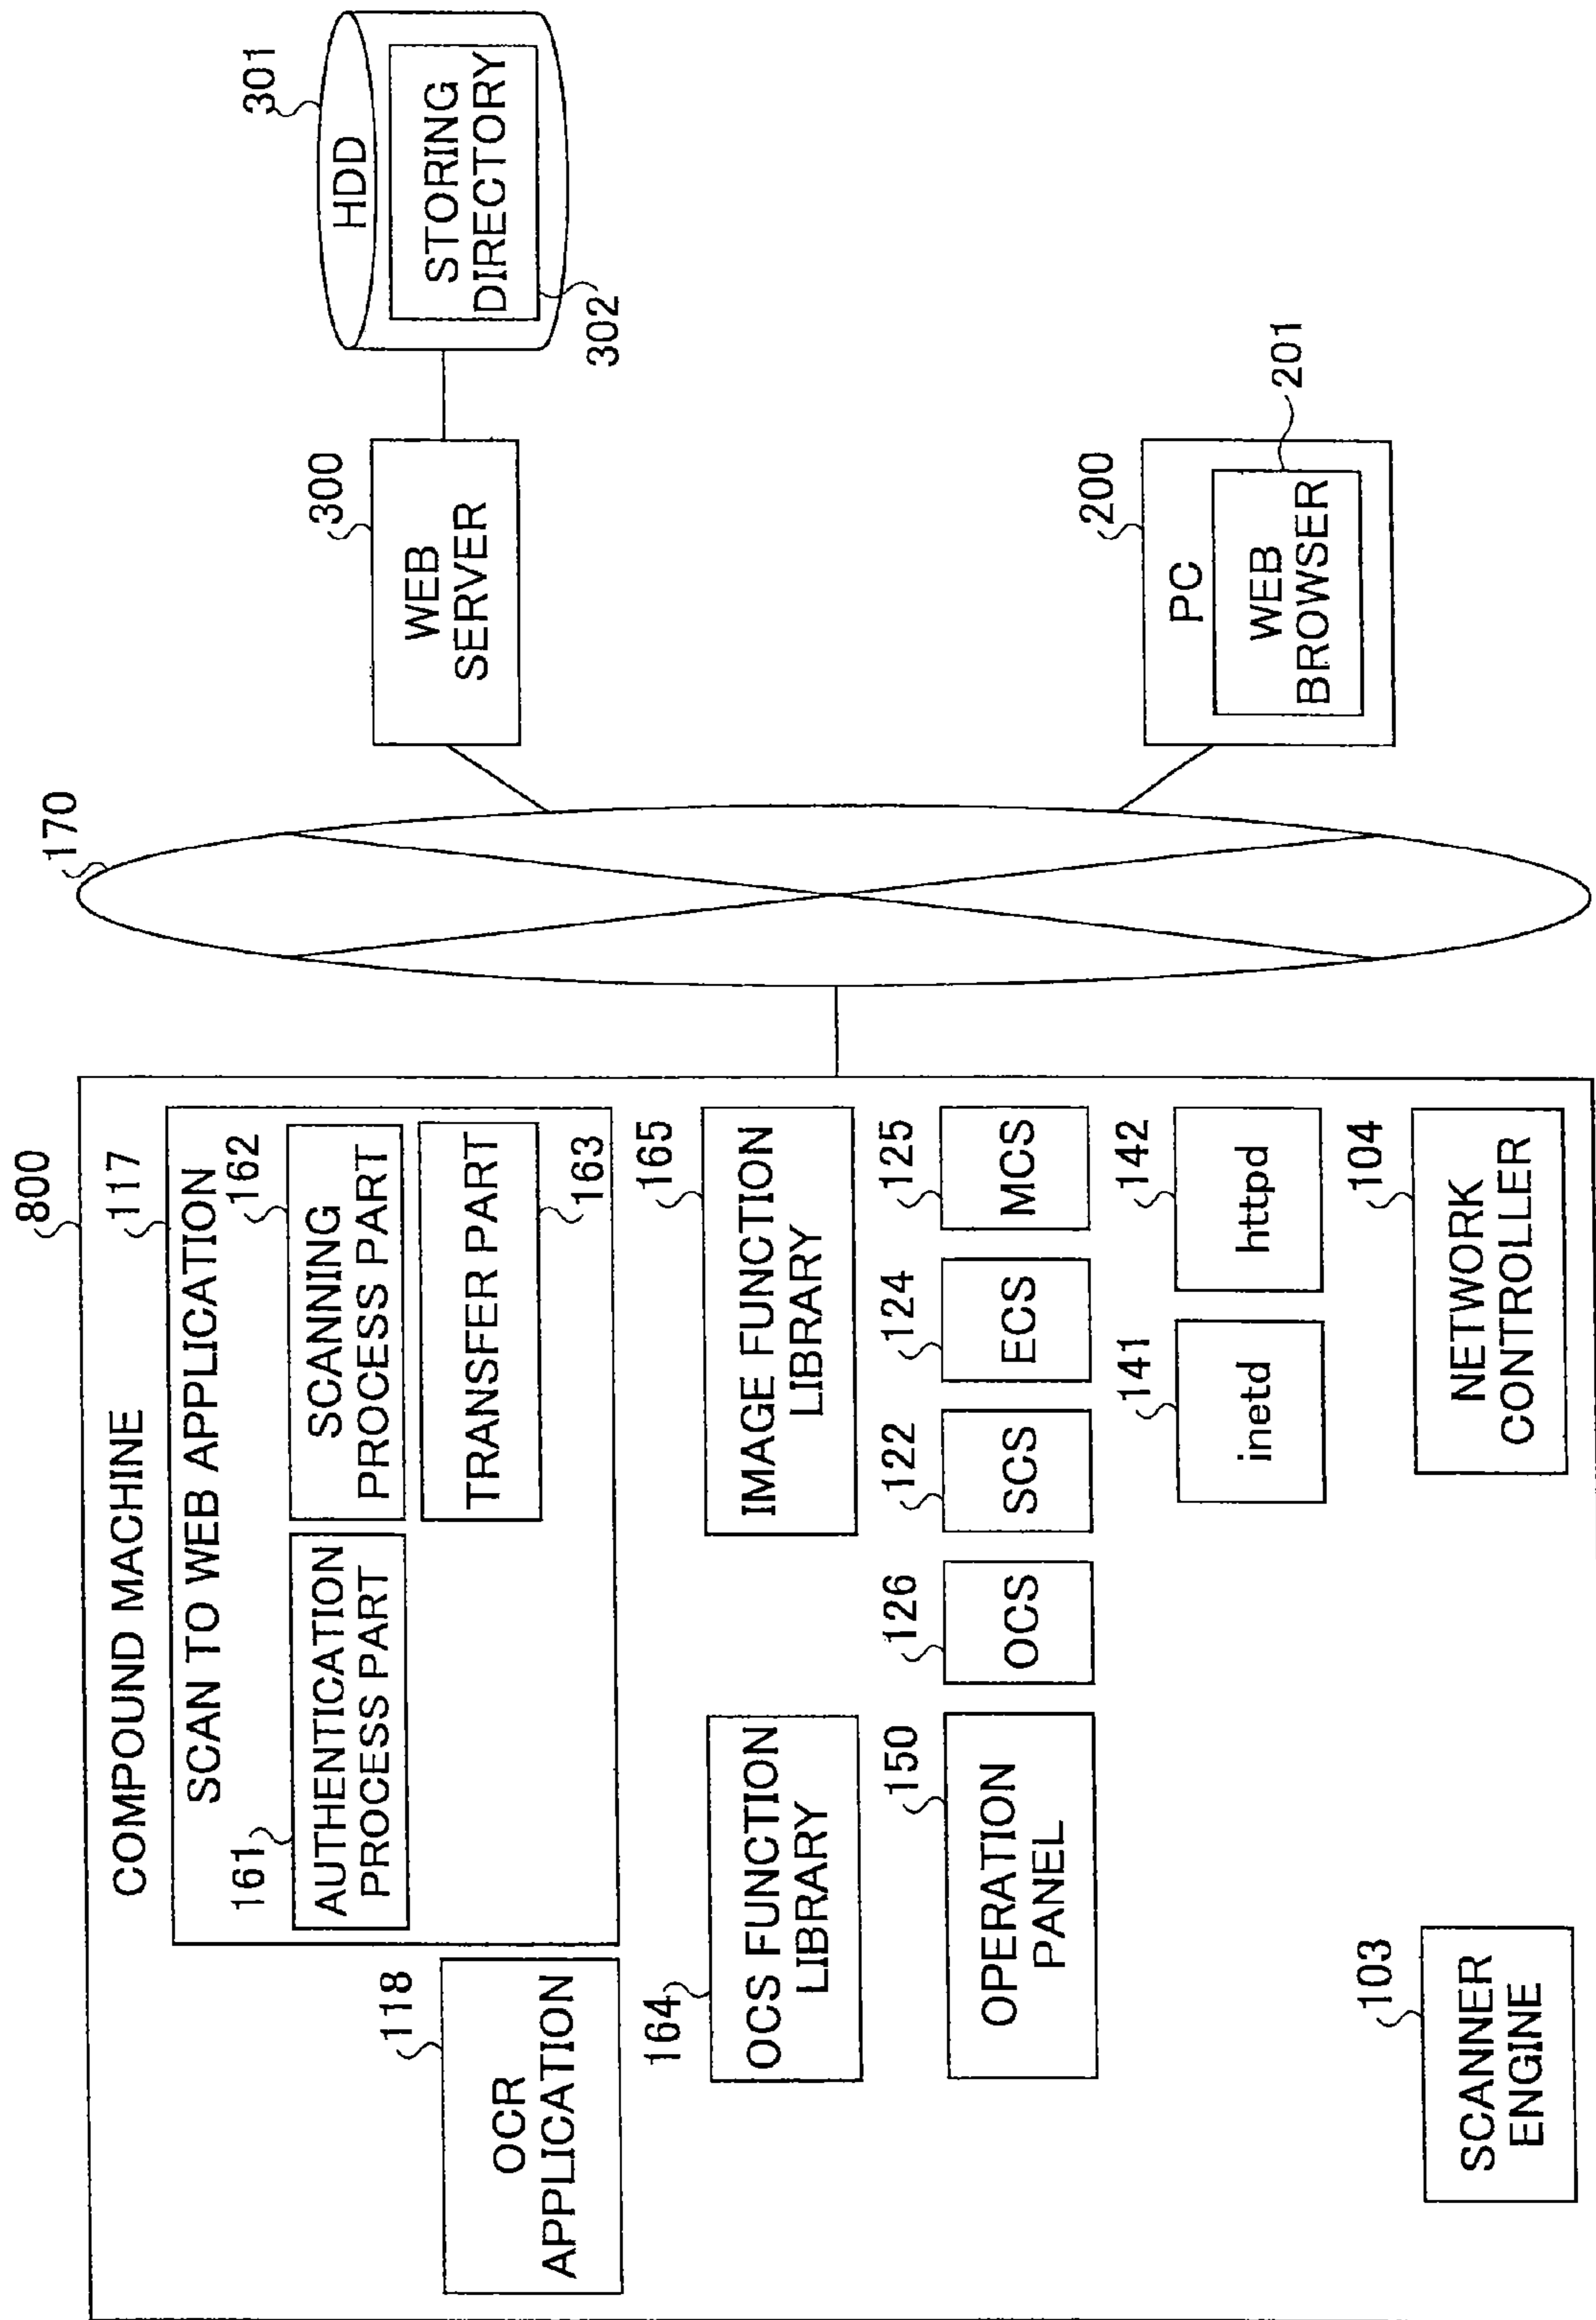 800
COMPOUND MACHINE
117
SCAN TO WEB APPLICATION
161
AUTHENTICATION
PROCESS PART
162
SCANNING
PROCESS PART
TRANSFER PART
163
118
OCR
APPLICATION
164
OCS FUNCTION
LIBRARY
165
IMAGE FUNCTION
LIBRARY
150
OPERATION
PANEL
126
OCS
122
SCS
124
ECS
125
MCS
141
inetd
142
httpd
103
SCANNER
ENGINE
104
NETWORK
CONTROLLER
170
300
WEB
SERVER
301
HDD
STORING
DIRECTORY
302
200
PC
WEB
BROWSER
201